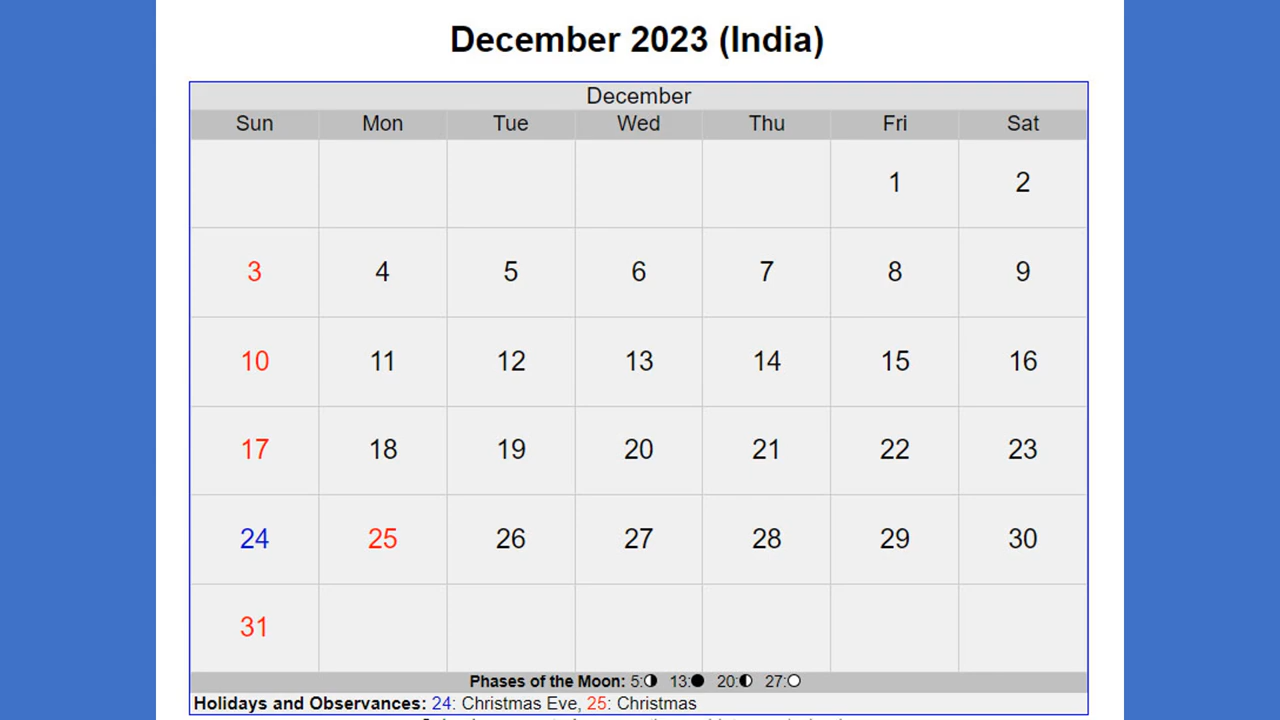 December 2023 (India)
December
Sun Mon Tue Wed Thu Fri Sat
1 2
3 4 5 6 7 8 9
10 11 12 13 14 15 16
17 18 19 20 21 22 23
24 25 26 27 28 29 30
31
Phases of the Moon: 5: 13: 20: 27:
Holidays and Observances: 24: Christmas Eve, 25: Christmas